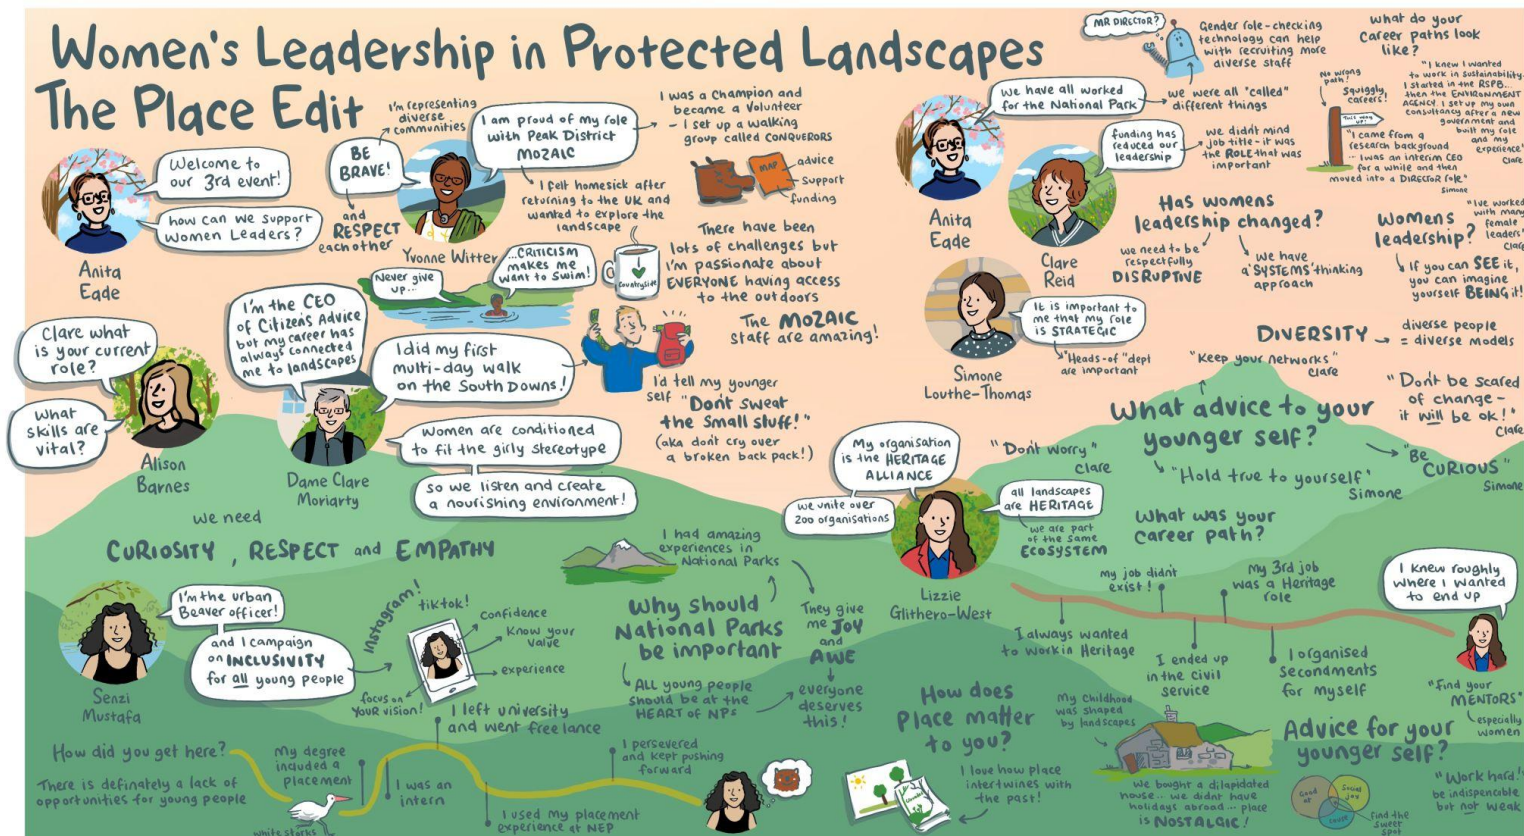 Women's Leadership in Protected Landscapes
The Place Edit
Welcome to
our 3rd event!
how can we support
Women Leaders?
Anita
Eade
I'm representing
diverse
communities
BE
BRAVE!
and
RESPECT
each other
I am proud of my role
with Peak District
MOZAIC
I was a Champion and
became a Volunteer
- I set up a walking
group called CONQUERORS
MAP
advice
support
funding
I felt homesick after
returning to the UK and
wanted to explore the
landscape
Yvonne Witter
Never give
up...
...CRITICISM
makes me
want to swim!
Countryside
There have been
lots of challenges but
I'm passionate about
EVERYONE having access
to the outdoors
The MOZAIC
staff are amazing!
Clare what
is your current
role?
What
skills are
vital?
Alison
Barnes
I'm the CEO
of Citizens Advice
but my career has
always connected
me to landscapes
I did my first
multi-day walk
on the South Downs!
I'd tell my younger
self "Don't sweat
the small stuff!"
(aka don't cry over
a broken back pack!)
women are conditioned
to fit the girly stereotype
so we listen and create
a nourishing environment!
Dame Clare
Moriarty
we need
CURIOSITY, RESPECT and EMPATHY
I'm the urban
Beaver officer!
and I campaign
on INCLUSIVITY
for all young people
Senzi
Mustafa
Instagram!
tiktok!
confidence
Know your
value
experience
focus on
YOUR vision!
How did you get here?
There is definately a lack of
opportunities for young people
white storks
My degree
included a
placement
I was an
intern
I left university
and went free lance
I used my placement
experience at NEP
I persevered
and kept pushing
forward
I had amazing
experiences in
National Parks
Why should
National Parks
be important
ALL young people
should be at the
HEART of NPs
They give
me JOY
and
AWE
everyone
deserves
this!
MR DIRECTOR?
Gender role-checking
technology can help
with recruiting more
diverse staff
we have all worked
for the National Park
we were all "called"
different things
funding has
reduced our
leadership
we didn't mind
job title - it was
the ROLE that was
important
Anita
Eade
Clare
Reid
Has womens
leadership changed?
we need to be
respectfully
DISRUPTIVE
we have
a 'SYSTEMS' thinking
approach
It is important to
me that my role
is STRATEGIC
"Heads-of" dept
are important
Simone
Louthe-Thomas
what do your
career paths look
like?
No wrong
path!
Squiggly
careers!
This way
up!
"I knew I wanted
to work in sustainability.
I started in the RSPB...
then the ENVIRONMENT
AGENCY. I set up my own
consultancy after a new
government and
built my role
and my
experience"
Clare
"I came from a
research background
... I was an interim CEO
for a while and then
moved into a DIRECTOR role"
Simone
Womens
leadership?
"Ive worked
with many
female
leaders"
Clare
If you can SEE it,
you can imagine
yourself BEING it!
DIVERSITY
diverse people
= diverse models
"Keep your networks"
Clare
What advice to your
younger self?
"Don't be scared
of change -
it will be ok!"
Clare
"Don't worry"
Clare
"Hold true to yourself"
Simone
"Be
CURIOUS"
Simone
My organisation
is the HERITAGE
ALLIANCE
we unite over
200 organisations
all landscapes
are HERITAGE
we are part
of the same
ECOSYSTEM
Lizzie
Glithero-West
What was your
career path?
I always wanted
to work in Heritage
My job didn't
exist!
I ended up
in the civil
service
My 3rd job
was a Heritage
role
I organised
Secondments
for myself
I knew roughly
where I wanted
to end up
How does
Place matter
to you?
I love how place
intertwines with
the past!
My childhood
was shaped
by landscapes
we bought a dilapidated
house... we didnt have
holidays abroad... place
is NOSTALGIC!
Advice for your
younger self?
"Find your
MENTORS"
especially
women
Good
at
Social
joy
cause
find the
sweet
spot
"Work hard!"
be indispencible
but not weak